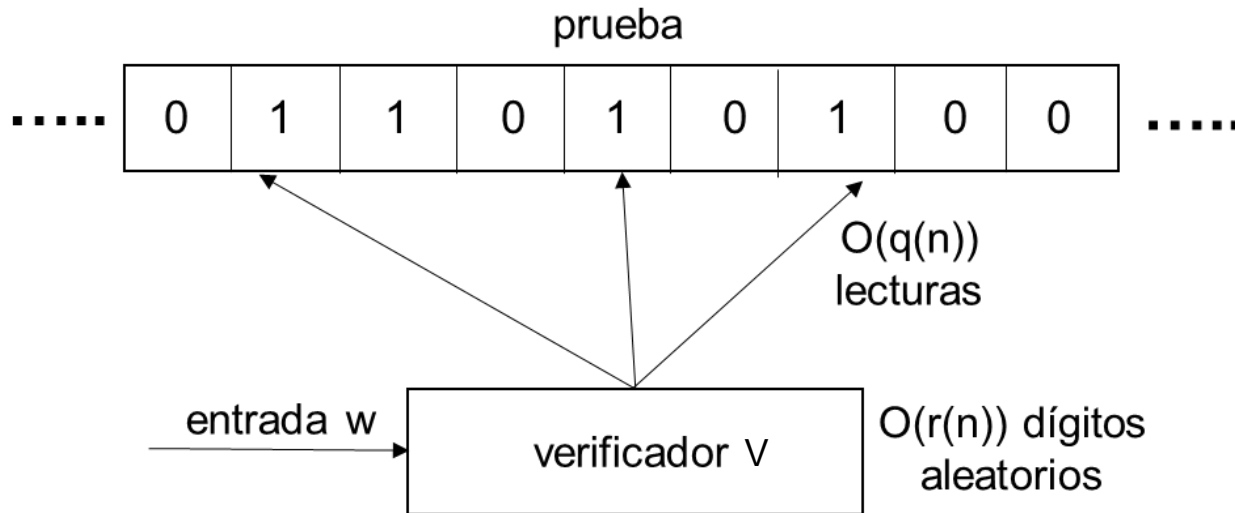 prueba
..... 0 1 1 0 1 0 1 0 0 .....
O(q(n))
lecturas
entrada w
verificador V
O(r(n)) dígitos
aleatorios